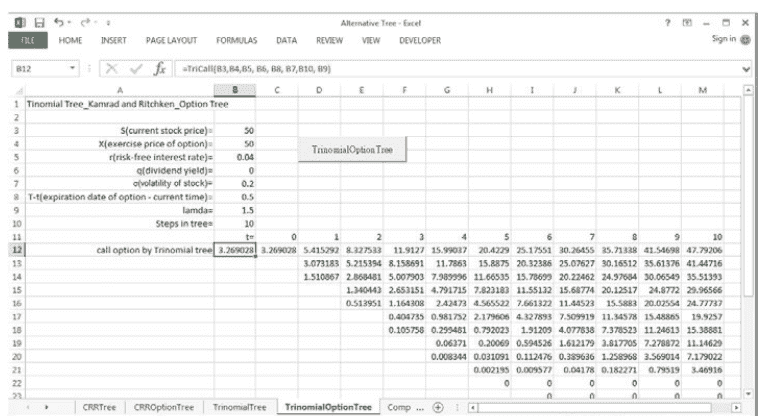 Alternative Tree - Excel
FILE HOME INSERT PAGE LAYOUT FORMULAS DATA REVIEW VIEW DEVELOPER Sign in
B12 fx =TriCall(B3,B4,B5, B6, B8, B7,B10, B9)
A B C D E F G H I J K L M
1 Tinomial Tree_Kamrad and Ritchken_Option Tree
2
3 S(current stock price)= 50
4 X(exercise price of option)= 50
TrinomialOptionTree
5 r(risk-free interest rate)= 0.04
6 q(dividend yield)= 0
7 σ(volatility of stock)= 0.2
8 T-t(expiration date of option - current time)= 0.5
9 lamda= 1.5
10 Steps in tree= 10
11 t= 0 1 2 3 4 5 6 7 8 9 10
12 call option by Trinomial tree 3.269028 3.269028 5.415292 8.327533 11.9127 15.99037 20.4229 25.17551 30.26455 35.71338 41.54698 47.79206
13 3.073183 5.215394 8.158691 11.7863 15.8875 20.32386 25.07627 30.16512 35.61376 41.44716
14 1.510867 2.868481 5.007903 7.989996 11.66535 15.78699 20.22462 24.97684 30.06549 35.51393
15 1.340443 2.653151 4.791715 7.823183 11.55132 15.68774 20.12517 24.8772 29.96566
16 0.513951 1.164308 2.42473 4.565522 7.661322 11.44523 15.5883 20.02554 24.77737
17 0.404735 0.981752 2.179606 4.327893 7.509919 11.34578 15.48865 19.9257
18 0.105758 0.299481 0.792023 1.91209 4.077838 7.378523 11.24613 15.38881
19 0.06371 0.20069 0.594526 1.612179 3.817705 7.278872 11.14629
20 0.008344 0.031091 0.112476 0.389636 1.258968 3.569014 7.179022
21 0.002195 0.009577 0.04178 0.182271 0.79519 3.46916
22 0 0 0 0 0 0
23
CRRTree CRROptionTree TrinomialTree TrinomialOptionTree Comp ...